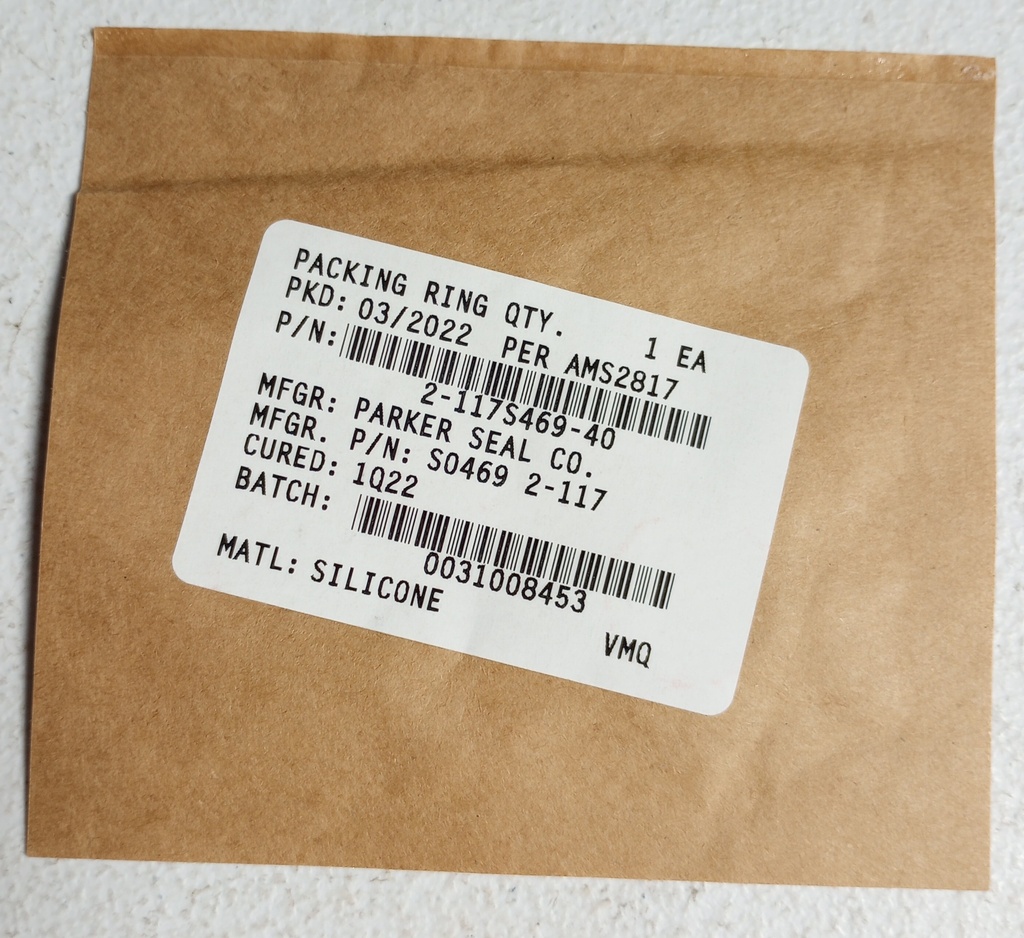 PACKING RING QTY. 1 EA
PKD: 03/2022 PER AMS2817
P/N:
2-117S469-40
MFGR: PARKER SEAL CO.
MFGR. P/N: S0469 2-117
CURED: 1Q22
BATCH:
0031008453
MATL: SILICONE
VMQ